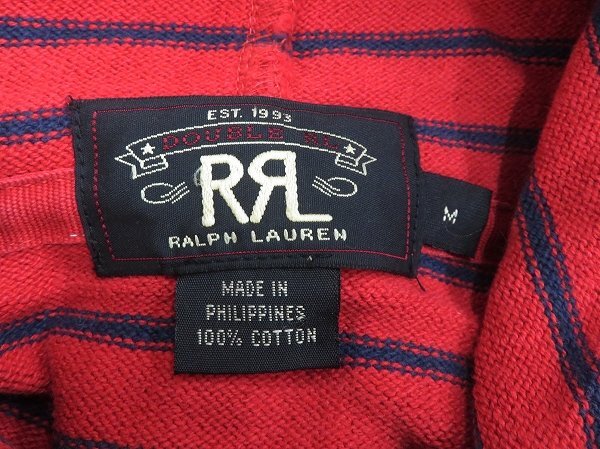 EST. 1993
DOUBLE RL
RRL
RALPH LAUREN
M
MADE IN
PHILIPPINES
100% COTTON